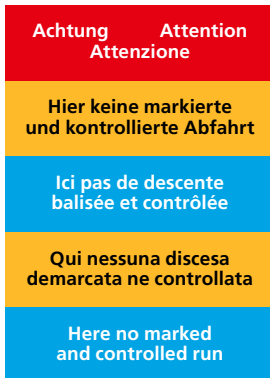 Achtung Attention
Attenzione
Hier keine markierte
und kontrollierte Abfahrt
Ici pas de descente
balisée et contrôlée
Qui nessuna discesa
demarcata ne controllata
Here no marked
and controlled run